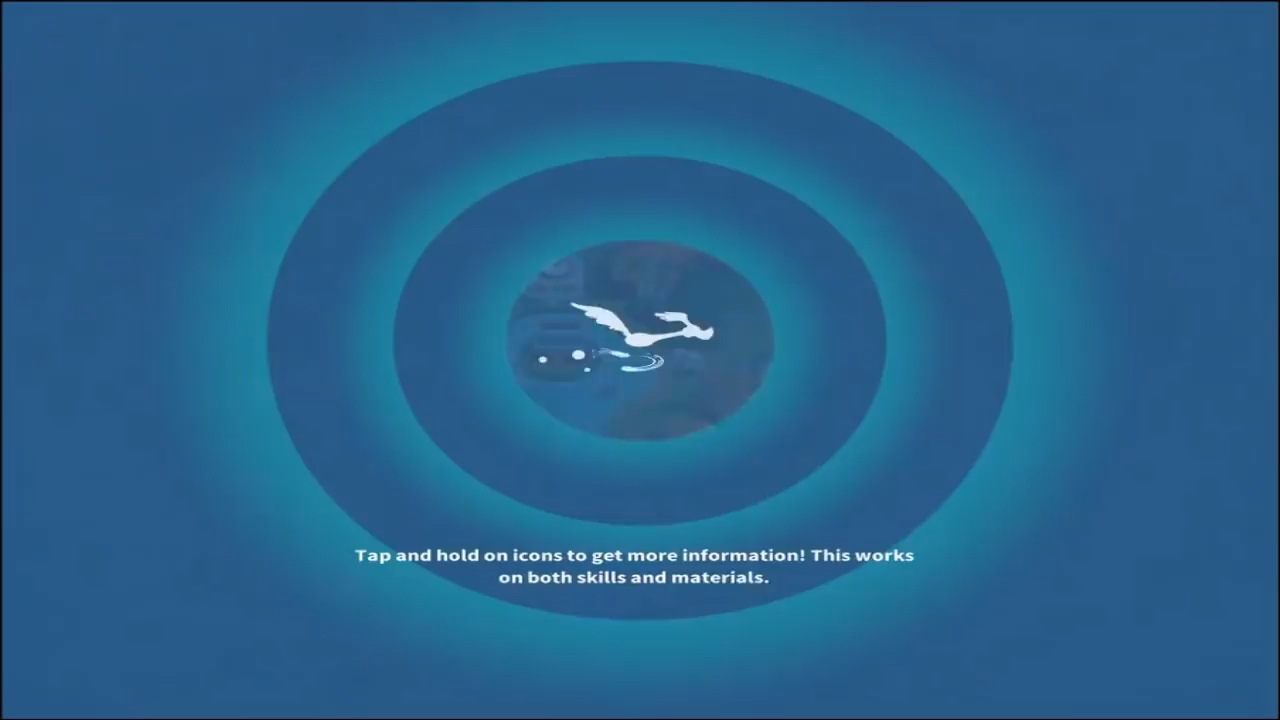 Tap and hold on icons to get more information! This works
on both skills and materials.